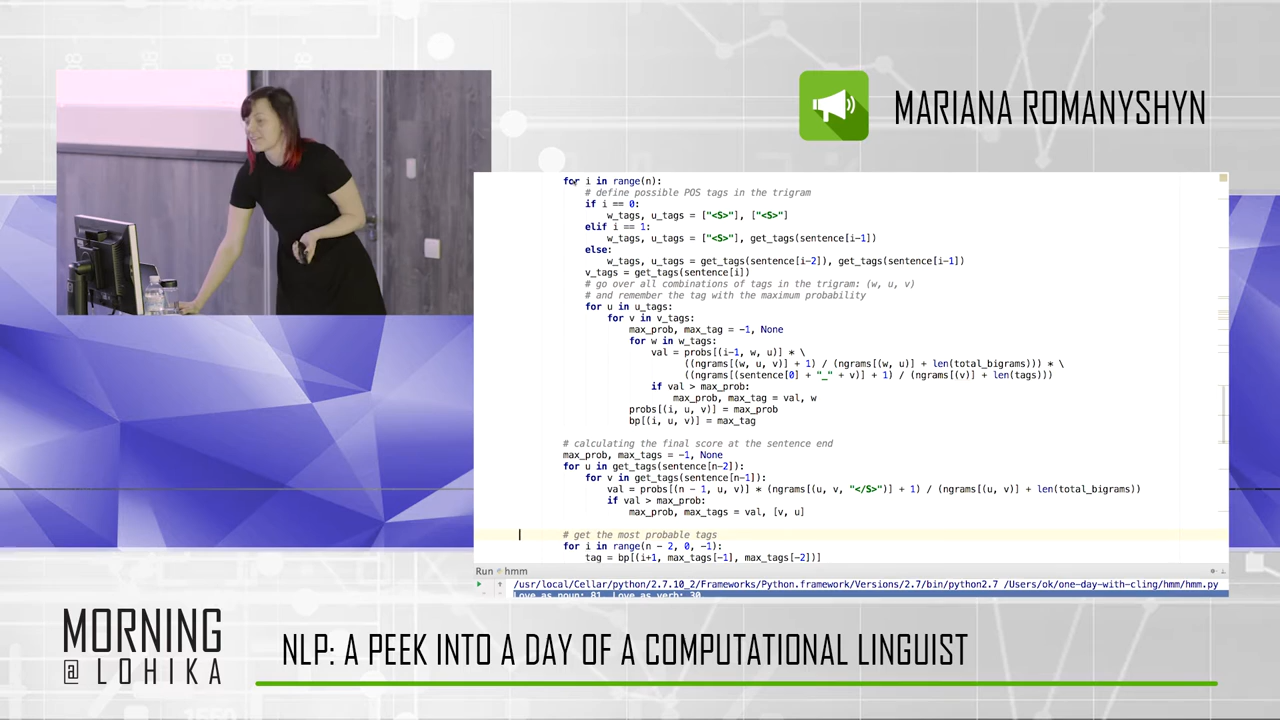 MARIANA ROMANYSHYN
for i in range(n):
# define possible POS tags in the trigram
if i == 0:
w_tags, u_tags = ["<S>"], ["<S>"]
elif i == 1:
w_tags, u_tags = ["<S>"], get_tags(sentence[i-1])
else:
w_tags, u_tags = get_tags(sentence[i-2]), get_tags(sentence[i-1])
v_tags = get_tags(sentence[i])
# go over all combinations of tags in the trigram: (w, u, v)
# and remember the tag with the maximum probability
for u in u_tags:
for v in v_tags:
max_prob, max_tag = -1, None
for w in w_tags:
val = probs[(i-1, w, u)] * \
((ngrams[(w, u, v)] + 1) / (ngrams[(w, u)] + len(total_bigrams))) * \
((ngrams[(sentence[0] + "_" + v)] + 1) / (ngrams[(v)] + len(tags)))
if val > max_prob:
max_prob, max_tag = val, w
probs[(i, u, v)] = max_prob
bp[(i, u, v)] = max_tag
# calculating the final score at the sentence end
max_prob, max_tags = -1, None
for u in get_tags(sentence[n-2]):
for v in get_tags(sentence[n-1]):
val = probs[(n - 1, u, v)] * (ngrams[(u, v, "</S>")] + 1) / (ngrams[(u, v)] + len(total_bigrams))
if val > max_prob:
max_prob, max_tags = val, [v, u]
# get the most probable tags
for i in range(n - 2, 0, -1):
tag = bp[(i+1, max_tags[-1], max_tags[-2])]
Run hmm
/usr/local/Cellar/python/2.7.10_2/Frameworks/Python.framework/Versions/2.7/bin/python2.7 /Users/ok/one-day-with-cling/hmm/hmm.py
Love as noun: 81, Love as verb: 30
MORNING
@ LOHIKA
NLP: A PEEK INTO A DAY OF A COMPUTATIONAL LINGUIST